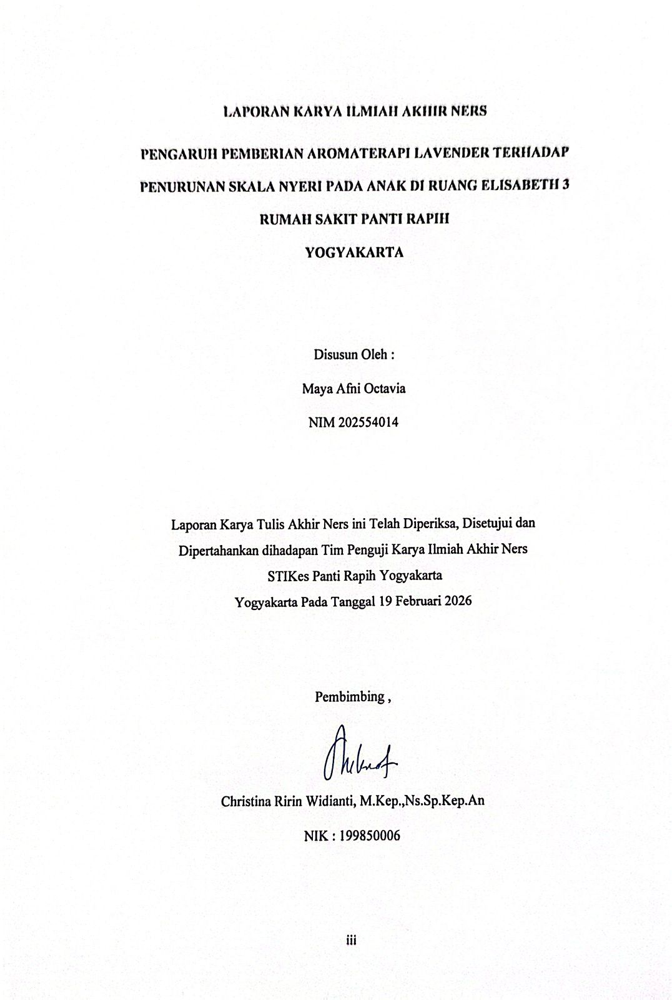 LAPORAN KARYA ILMIAH AKHIR NERS
PENGARUH PEMBERIAN AROMATERAPI LAVENDER TERHADAP
PENURUNAN SKALA NYERI PADA ANAK DI RUANG ELISABETH 3
RUMAH SAKIT PANTI RAPIH
YOGYAKARTA
Disusun Oleh :
Maya Afni Octavia
NIM 202554014
Laporan Karya Tulis Akhir Ners ini Telah Diperiksa, Disetujui dan
Dipertahankan dihadapan Tim Penguji Karya Ilmiah Akhir Ners
STIKes Panti Rapih Yogyakarta
Yogyakarta Pada Tanggal 19 Februari 2026
Pembimbing ,
Christina Ririn Widianti, M.Kep.,Ns.Sp.Kep.An
NIK : 199850006
iii